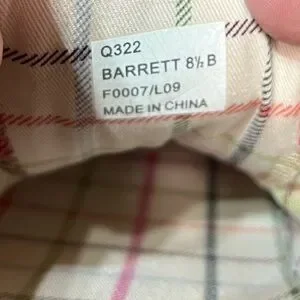 Q322
BARRETT 8½ B
F0007/L09
MADE IN CHINA